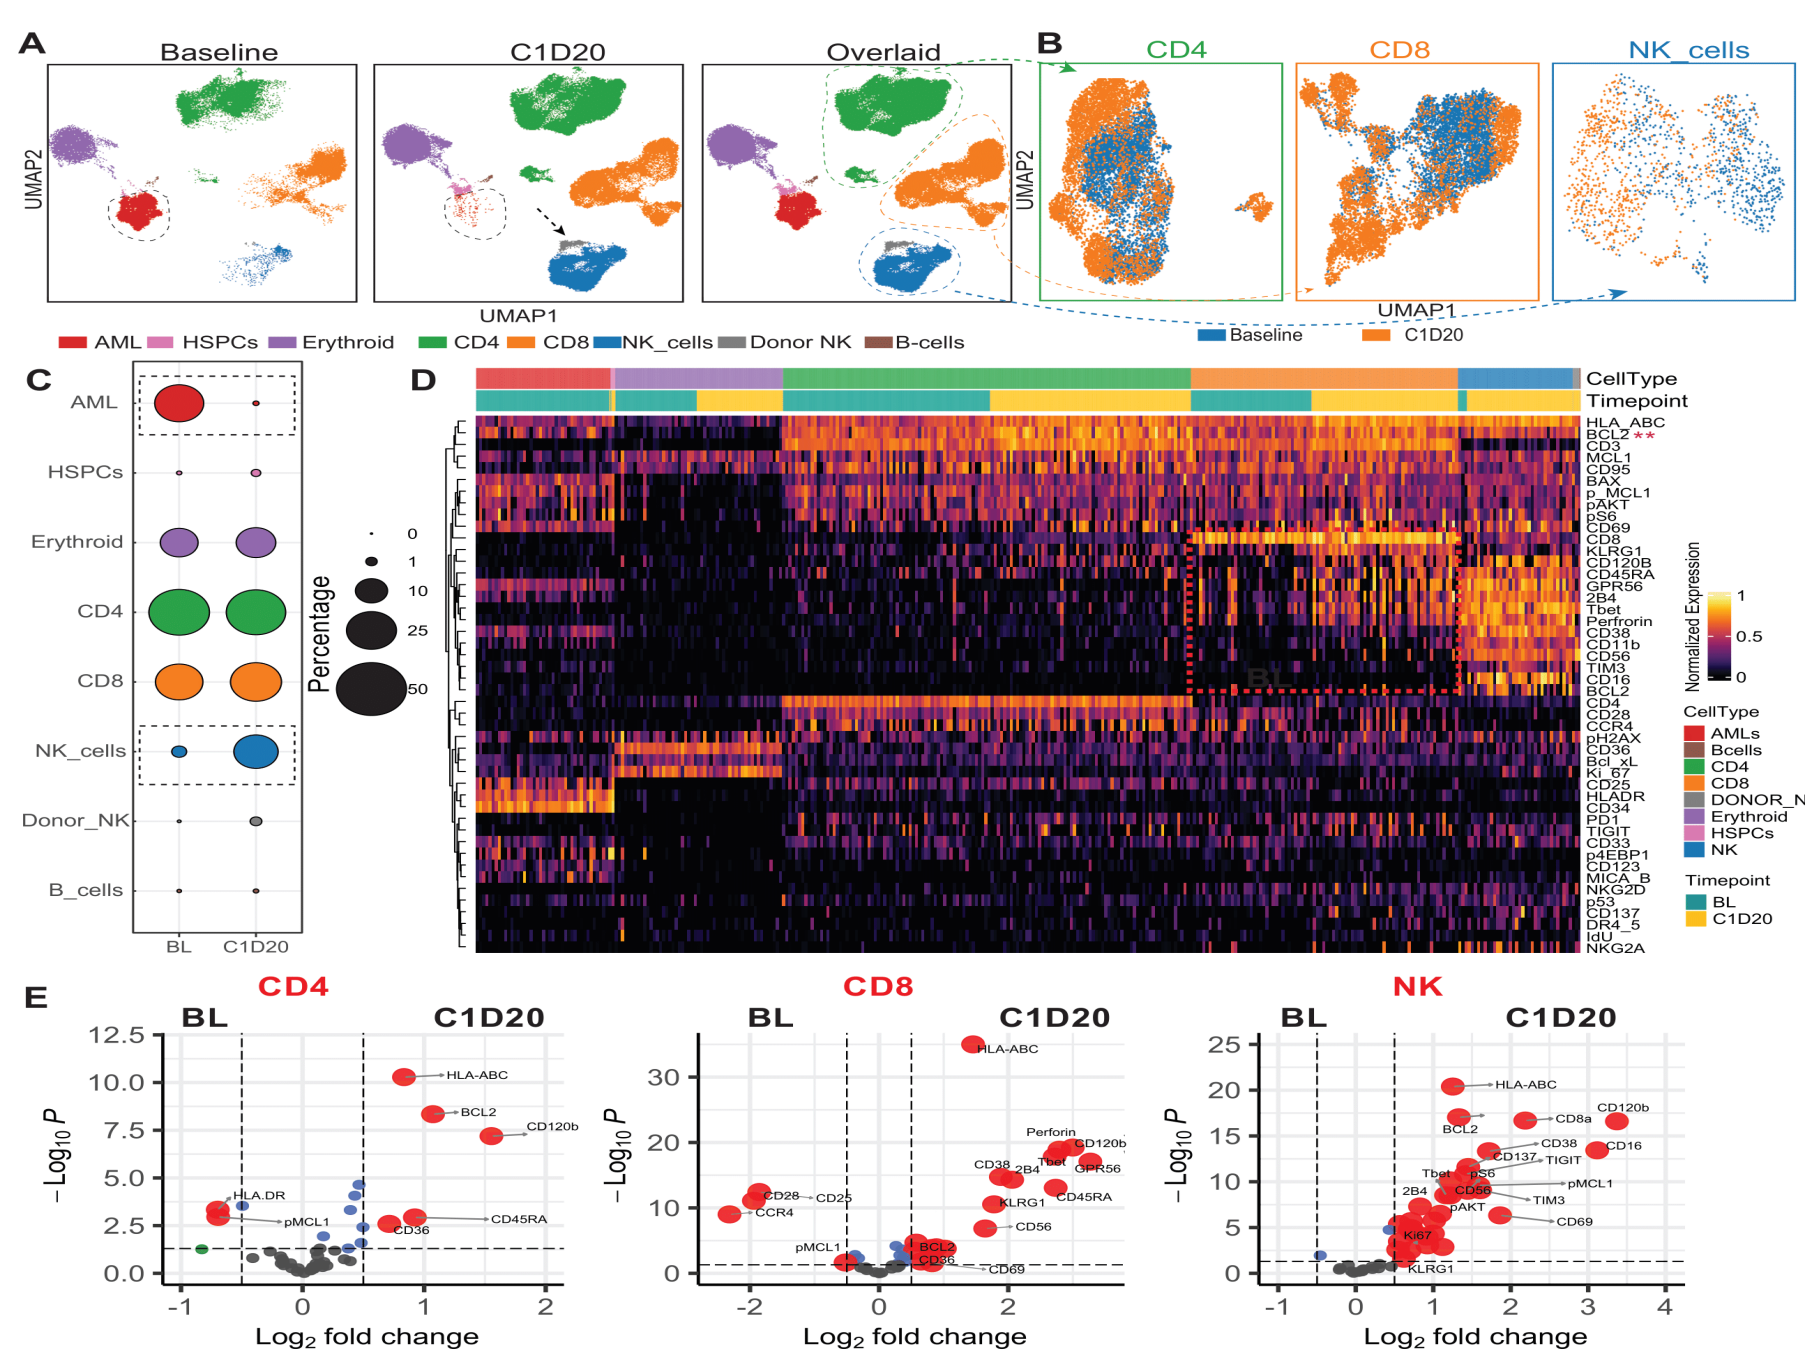 A
Baseline
C1D20
Overlaid
UMAP2
UMAP1
AML
HSPCs
Erythroid
CD4
CD8
NK_cells
Donor NK
B-cells
B
CD4
CD8
NK_cells
UMAP2
UMAP1
Baseline
C1D20
C
AML
HSPCs
Erythroid
CD4
CD8
NK_cells
Donor_NK
B_cells
BL
C1D20
Percentage
0
1
10
25
50
D
CellType
Timepoint
HLA_ABC
BCL2 **
CD3
MCL1
CD95
BAX
p_MCL1
pAKT
pS6
CD69
CD8
KLRG1
CD120B
CD45RA
GPR56
2B4
Tbet
Perfrorin
CD38
CD11b
CD56
TIM3
CD16
BCL2
CD4
CD28
CCR4
pH2AX
CD36
Bcl_xL
Ki_67
CD25
HLADR
CD34
PD1
TIGIT
CD33
p4EBP1
CD123
MICA_B
NKG2D
p53
CD137
DR4_5
IdU
NKG2A
BL
Normalized Expression
1
0.5
0
CellType
AMLs
Bcells
CD4
CD8
DONOR_N
Erythroid
HSPCs
NK
Timepoint
BL
C1D20
E
CD4
BL
C1D20
12.5
10.0
7.5
5.0
2.5
0.0
-1
0
1
2
– Log10 P
Log2 fold change
HLA-ABC
BCL2
CD120b
HLA.DR
pMCL1
CD45RA
CD36
CD8
BL
C1D20
30
20
10
0
-2
0
2
– Log10 P
Log2 fold change
HLA-ABC
Perforin
CD120b
Tbet
GPR56
CD38
2B4
CD45RA
CD28
CD25
KLRG1
CCR4
CD56
pMCL1
BCL2
CD36
CD69
NK
BL
C1D20
25
20
15
10
5
0
-1
0
1
2
3
4
– Log10 P
Log2 fold change
HLA-ABC
CD120b
CD8a
BCL2
CD38
CD16
CD137
TIGIT
Tbet
pS6
pMCL1
2B4
CD56
TIM3
pAKT
CD69
Ki67
KLRG1